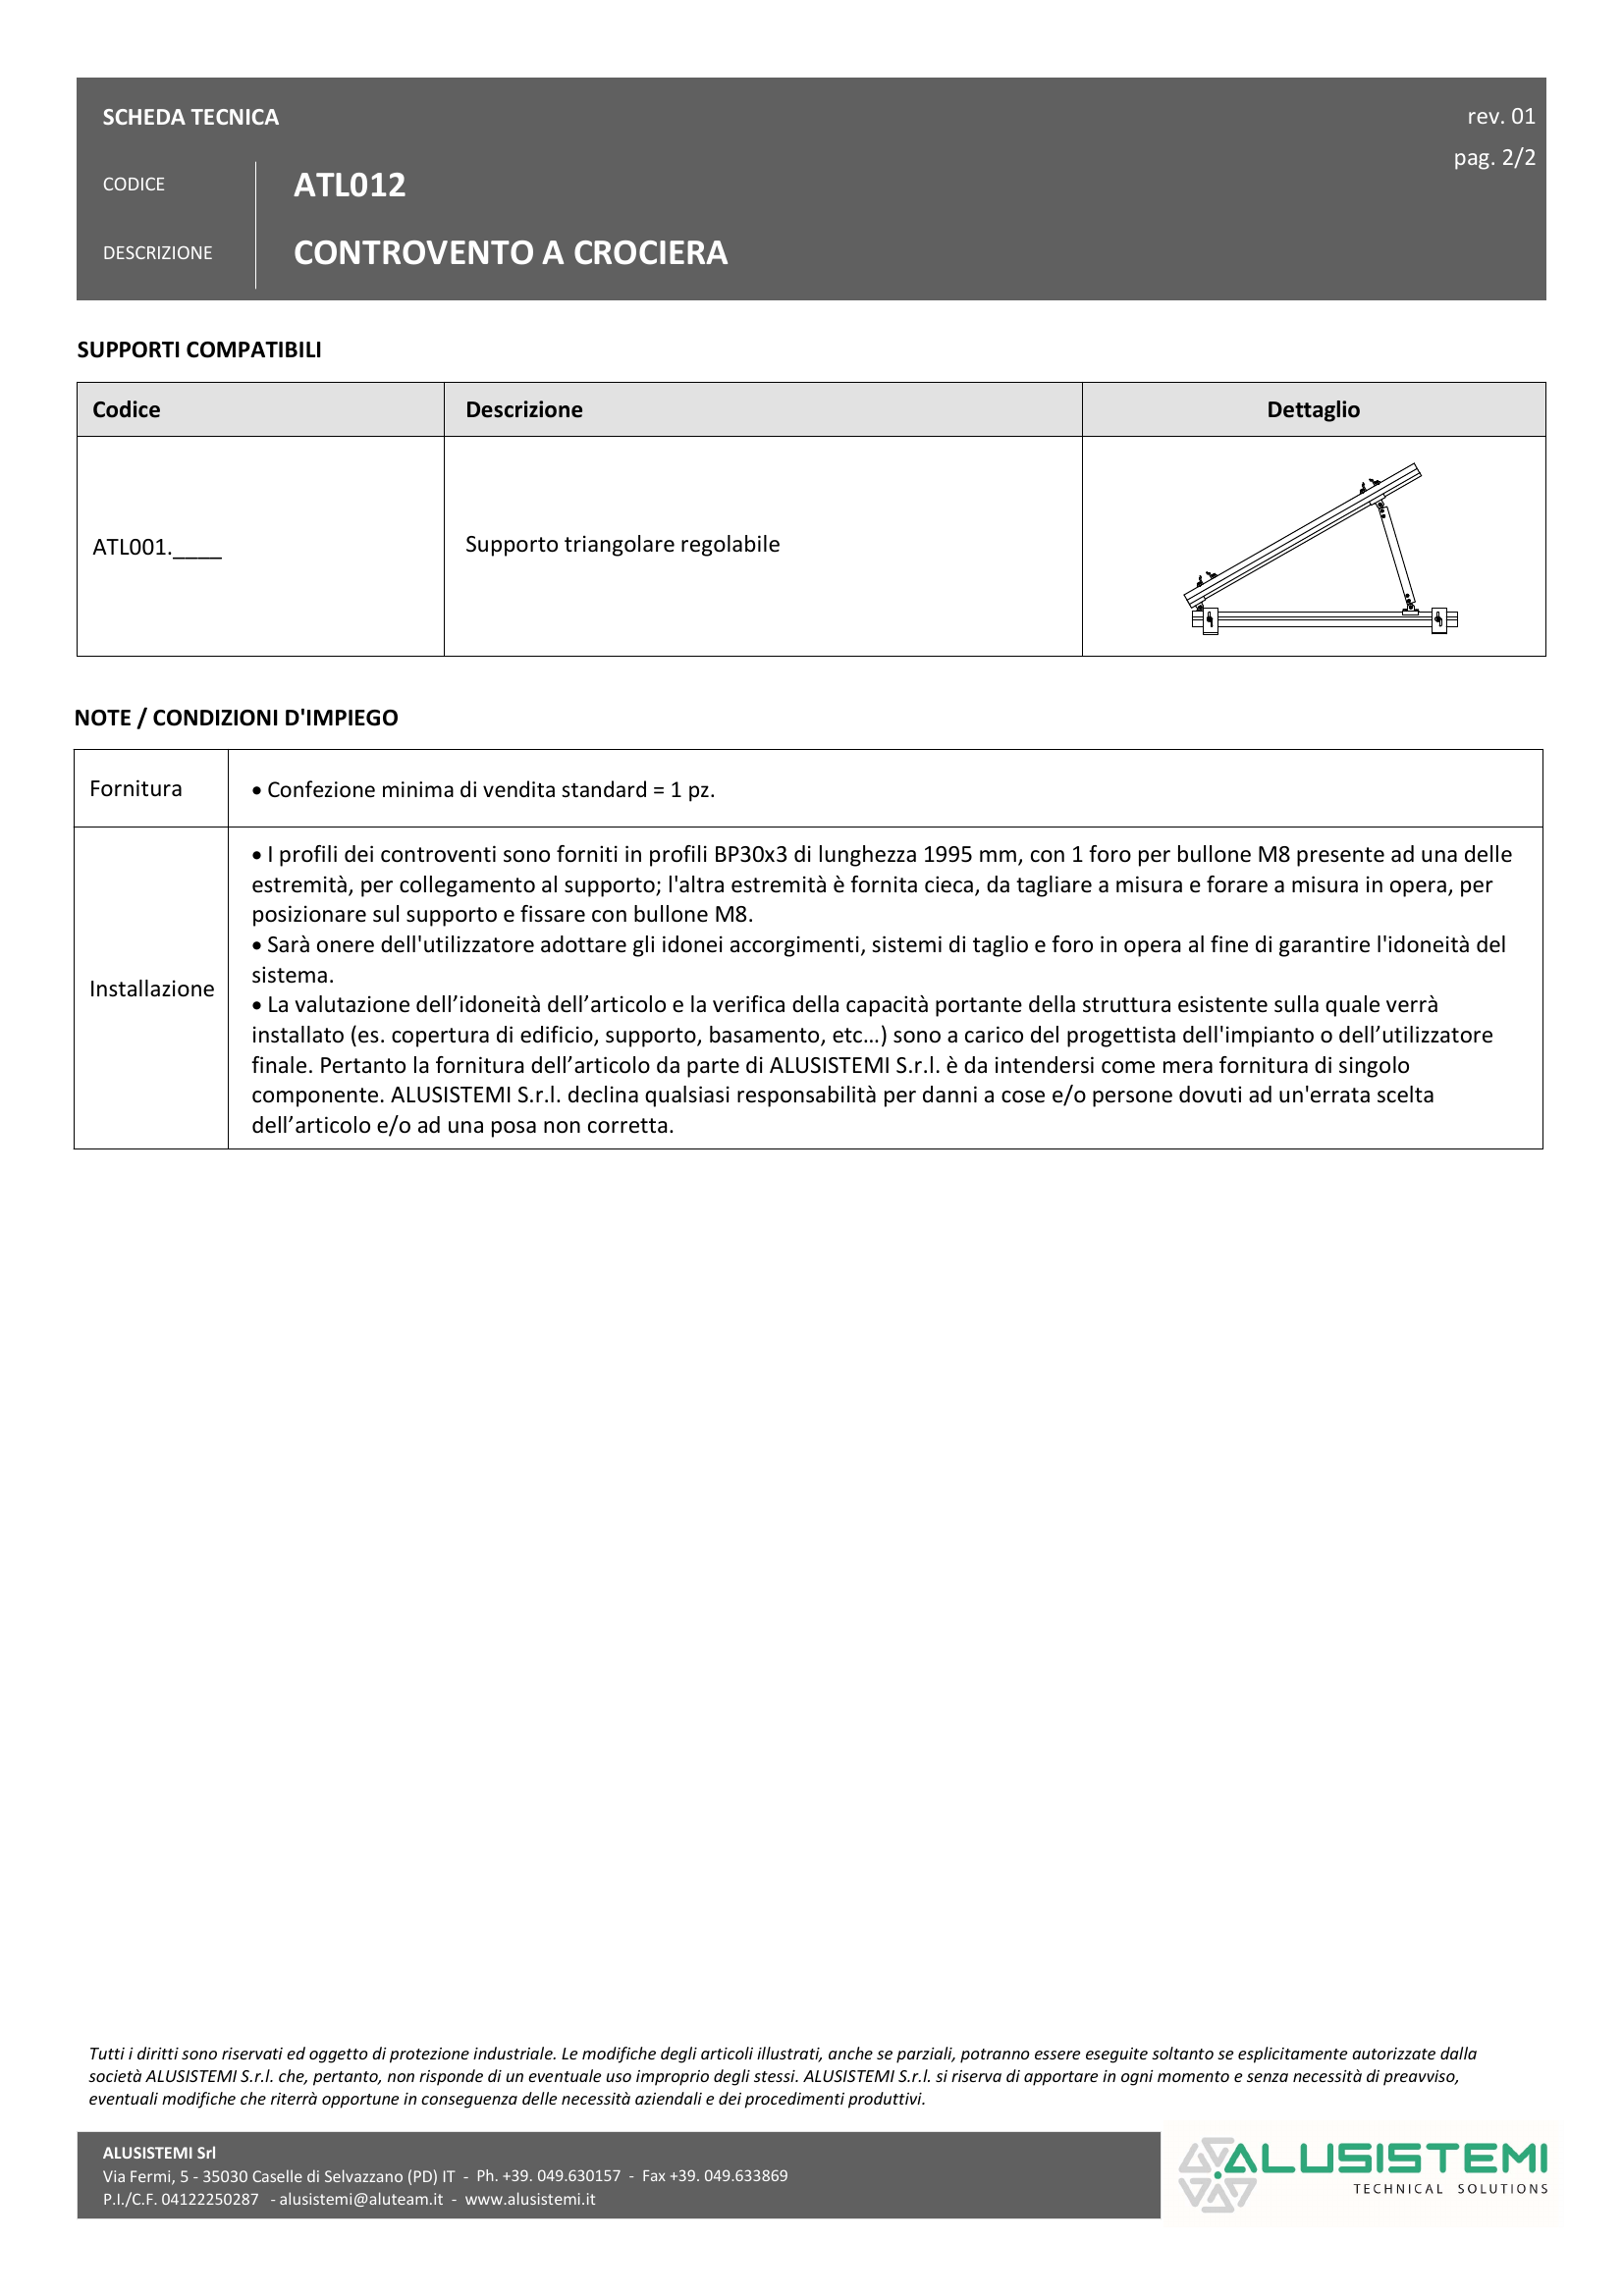 SCHEDA TECNICA
rev. 01
pag. 2/2
CODICE
ATL012
DESCRIZIONE
CONTROVENTO A CROCIERA
SUPPORTI COMPATIBILI
Codice Descrizione Dettaglio
ATL001.____ Supporto triangolare regolabile
NOTE / CONDIZIONI D'IMPIEGO
Fornitura
• Confezione minima di vendita standard = 1 pz.
Installazione
• I profili dei controventi sono forniti in profili BP30x3 di lunghezza 1995 mm, con 1 foro per bullone M8 presente ad una delle
estremità, per collegamento al supporto; l'altra estremità è fornita cieca, da tagliare a misura e forare a misura in opera, per
posizionare sul supporto e fissare con bullone M8.
• Sarà onere dell'utilizzatore adottare gli idonei accorgimenti, sistemi di taglio e foro in opera al fine di garantire l'idoneità del
sistema.
• La valutazione dell’idoneità dell’articolo e la verifica della capacità portante della struttura esistente sulla quale verrà
installato (es. copertura di edificio, supporto, basamento, etc…) sono a carico del progettista dell'impianto o dell’utilizzatore
finale. Pertanto la fornitura dell’articolo da parte di ALUSISTEMI S.r.l. è da intendersi come mera fornitura di singolo
componente. ALUSISTEMI S.r.l. declina qualsiasi responsabilità per danni a cose e/o persone dovuti ad un'errata scelta
dell’articolo e/o ad una posa non corretta.
Tutti i diritti sono riservati ed oggetto di protezione industriale. Le modifiche degli articoli illustrati, anche se parziali, potranno essere eseguite soltanto se esplicitamente autorizzate dalla
società ALUSISTEMI S.r.l. che, pertanto, non risponde di un eventuale uso improprio degli stessi. ALUSISTEMI S.r.l. si riserva di apportare in ogni momento e senza necessità di preavviso,
eventuali modifiche che riterrà opportune in conseguenza delle necessità aziendali e dei procedimenti produttivi.
ALUSISTEMI Srl
Via Fermi, 5 - 35030 Caselle di Selvazzano (PD) IT - Ph. +39. 049.630157 - Fax +39. 049.633869
P.I./C.F. 04122250287 - alusistemi@aluteam.it - www.alusistemi.it
ALUSISTEMI
TECHNICAL SOLUTIONS